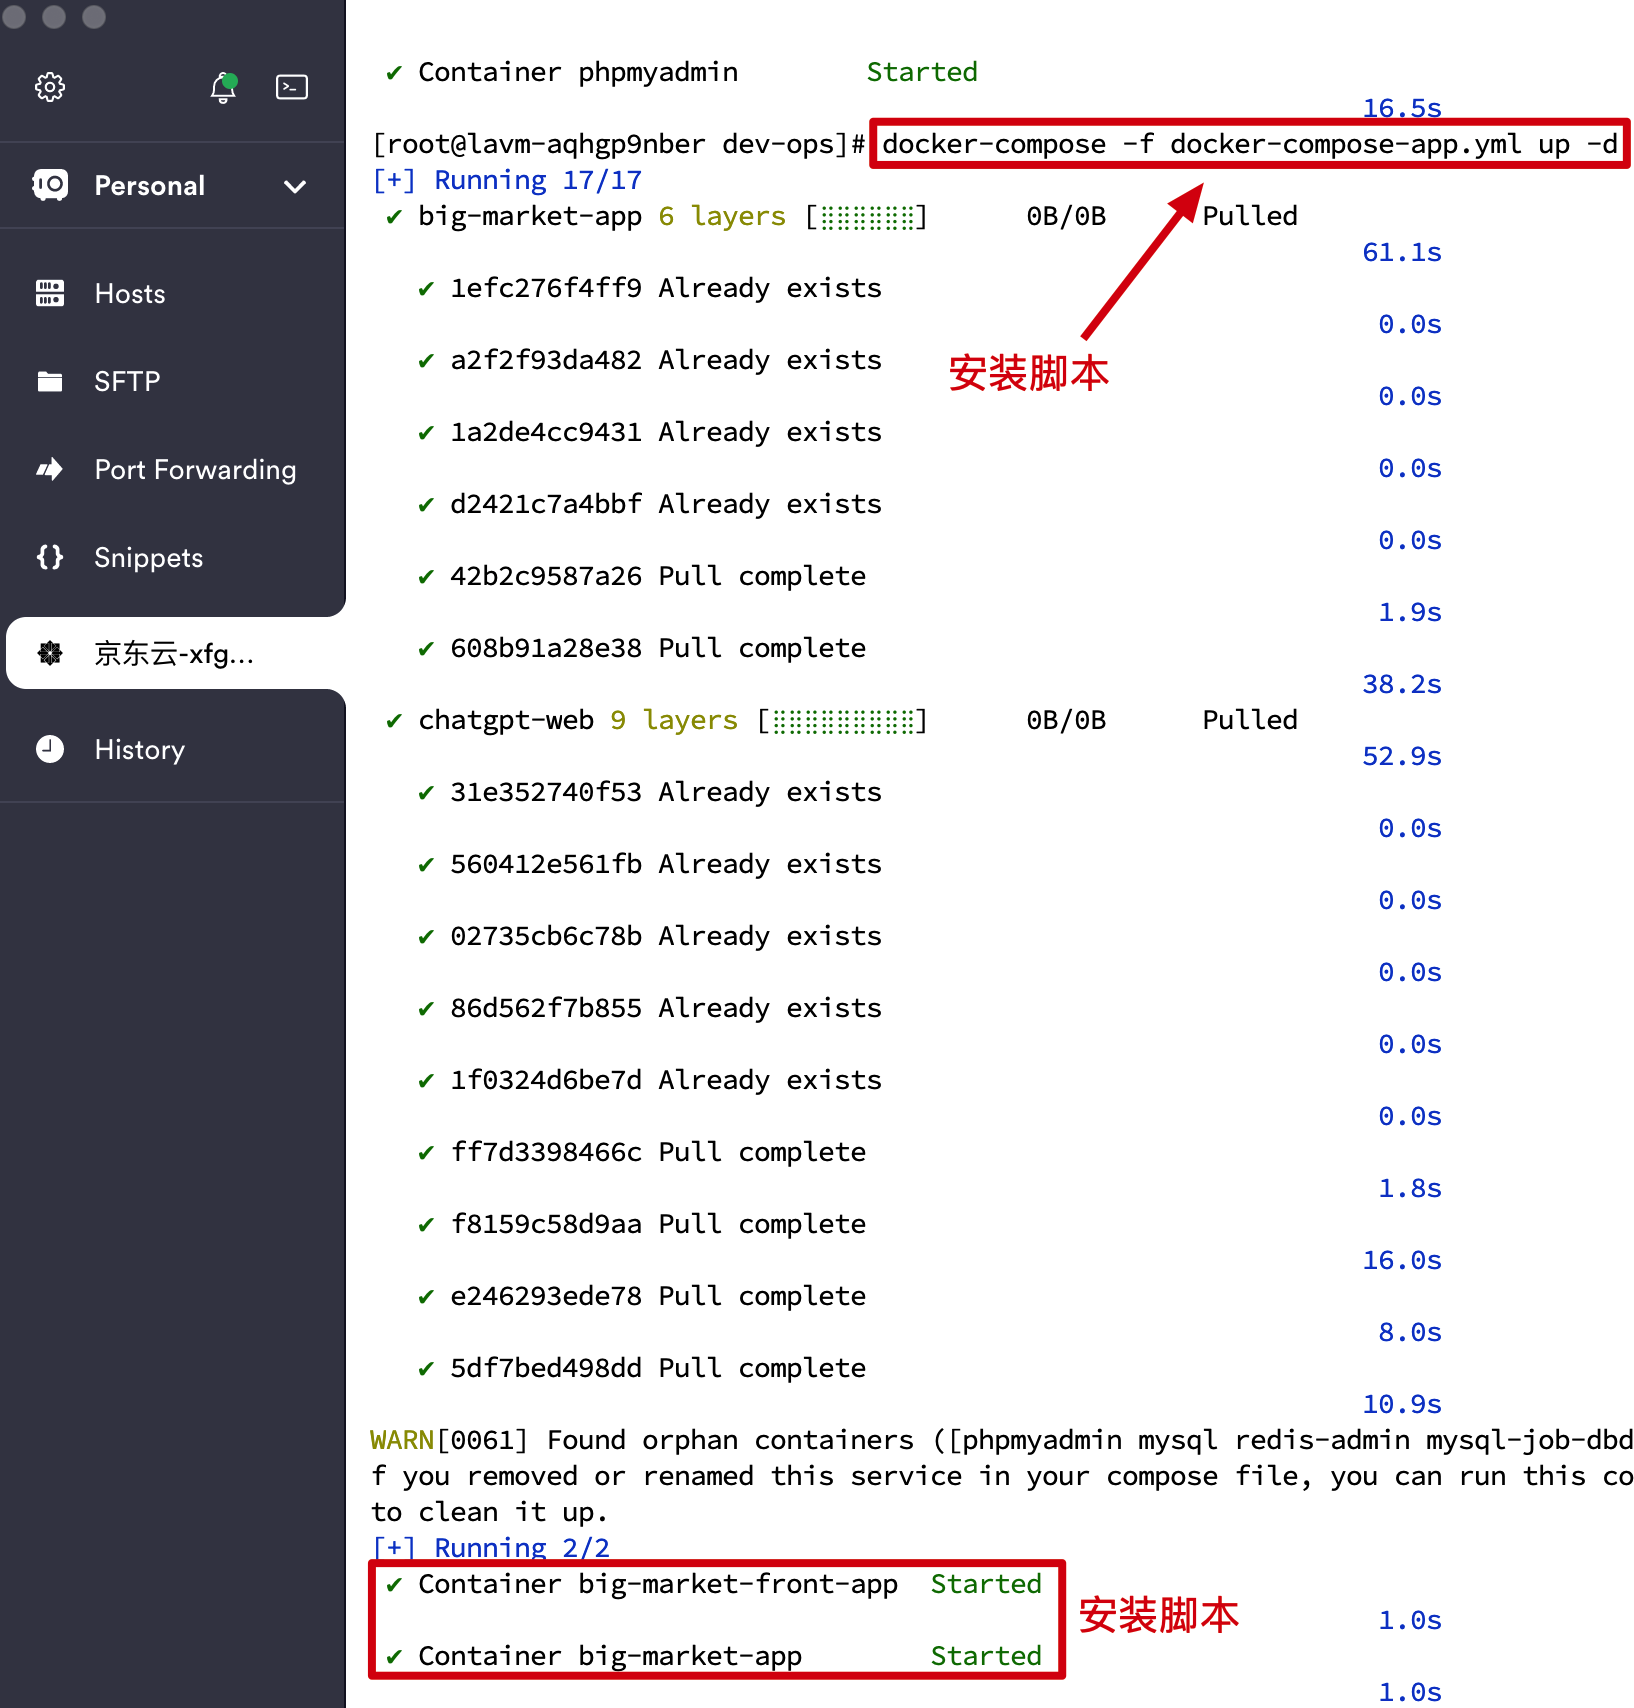 Personal
Hosts
SFTP
Port Forwarding
Snippets
京东云-xfg...
History
✔ Container phpmyadmin Started
16.5s
[root@lavm-aqhgp9nber dev-ops]# docker-compose -f docker-compose-app.yml up -d
[+] Running 17/17
✔ big-market-app 6 layers [⣿⣿⣿⣿⣿⣿] 0B/0B Pulled
61.1s
✔ 1efc276f4ff9 Already exists
0.0s
✔ a2f2f93da482 Already exists
安装脚本
0.0s
✔ 1a2de4cc9431 Already exists
0.0s
✔ d2421c7a4bbf Already exists
0.0s
✔ 42b2c9587a26 Pull complete
1.9s
✔ 608b91a28e38 Pull complete
38.2s
✔ chatgpt-web 9 layers [⣿⣿⣿⣿⣿⣿⣿⣿⣿] 0B/0B Pulled
52.9s
✔ 31e352740f53 Already exists
0.0s
✔ 560412e561fb Already exists
0.0s
✔ 02735cb6c78b Already exists
0.0s
✔ 86d562f7b855 Already exists
0.0s
✔ 1f0324d6be7d Already exists
0.0s
✔ ff7d3398466c Pull complete
1.8s
✔ f8159c58d9aa Pull complete
16.0s
✔ e246293ede78 Pull complete
8.0s
✔ 5df7bed498dd Pull complete
10.9s
WARN[0061] Found orphan containers ([phpmyadmin mysql redis-admin mysql-job-dbd
f you removed or renamed this service in your compose file, you can run this co
to clean it up.
[+] Running 2/2
✔ Container big-market-front-app Started
安装脚本
1.0s
✔ Container big-market-app Started
1.0s